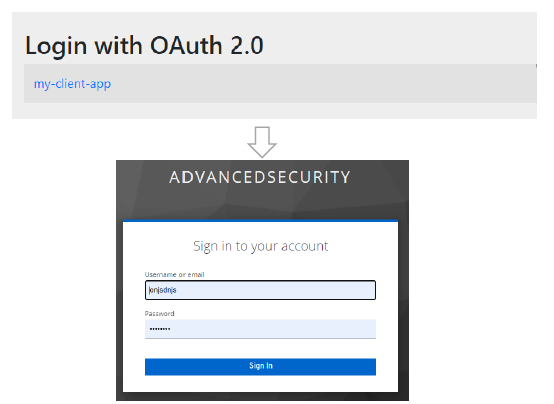 Login with OAuth 2.0
my-client-app
ADVANCEDSECURITY
Sign in to your account
Username or email
onjsdnjs
Password
••••••••
Sign In